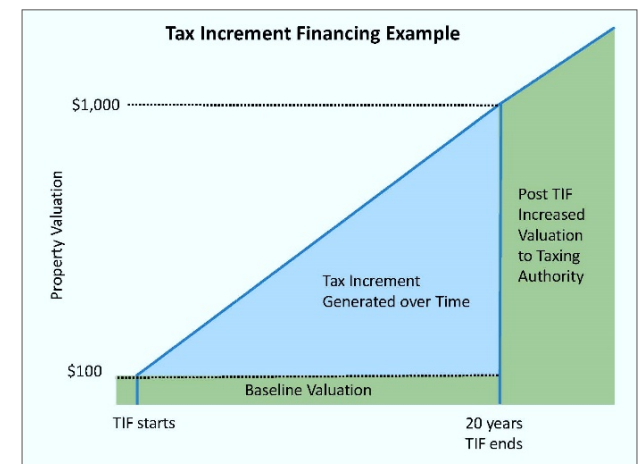 Tax Increment Financing Example
$1,000
Property Valuation
Post TIF
Increased
Valuation
to Taxing
Authority
Tax Increment
Generated over Time
$100
Baseline Valuation
TIF starts
20 years
TIF ends